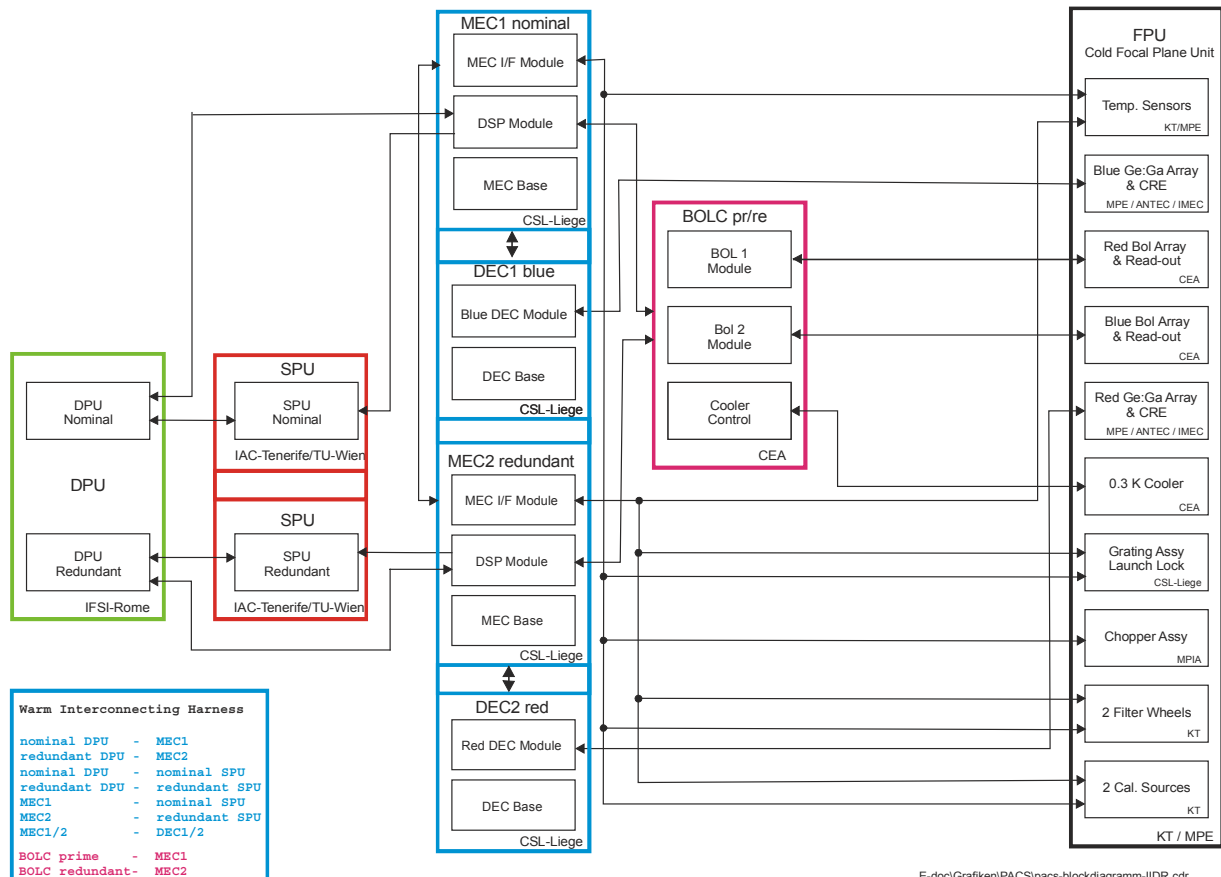 MEC1 nominal
MEC I/F Module
DSP Module
MEC Base
CSL-Liege
DEC1 blue
Blue DEC Module
DEC Base
CSL-Liege
MEC2 redundant
MEC I/F Module
DSP Module
MEC Base
CSL-Liege
DEC2 red
Red DEC Module
DEC Base
CSL-Liege
DPU
Nominal
DPU
DPU
Redundant
IFSI-Rome
SPU
SPU
Nominal
IAC-Tenerife/TU-Wien
SPU
SPU
Redundant
IAC-Tenerife/TU-Wien
BOLC pr/re
BOL 1
Module
Bol 2
Module
Cooler
Control
CEA
FPU
Cold Focal Plane Unit
Temp. Sensors
KT/MPE
Blue Ge:Ga Array
& CRE
MPE / ANTEC / IMEC
Red Bol Array
& Read-out
CEA
Blue Bol Array
& Read-out
CEA
Red Ge:Ga Array
& CRE
MPE / ANTEC / IMEC
0.3 K Cooler
CEA
Grating Assy
Launch Lock
CSL-Liege
Chopper Assy
MPIA
2 Filter Wheels
KT
2 Cal. Sources
KT
KT / MPE
Warm Interconnecting Harness
nominal DPU - MEC1
redundant DPU - MEC2
nominal DPU - nominal SPU
redundant DPU - redundant SPU
MEC1 - nominal SPU
MEC2 - redundant SPU
MEC1/2 - DEC1/2
BOLC prime - MEC1
BOLC redundant- MEC2
E-doc\Grafiken\PACS\pacs-blockdiagramm-IIDR.cdr